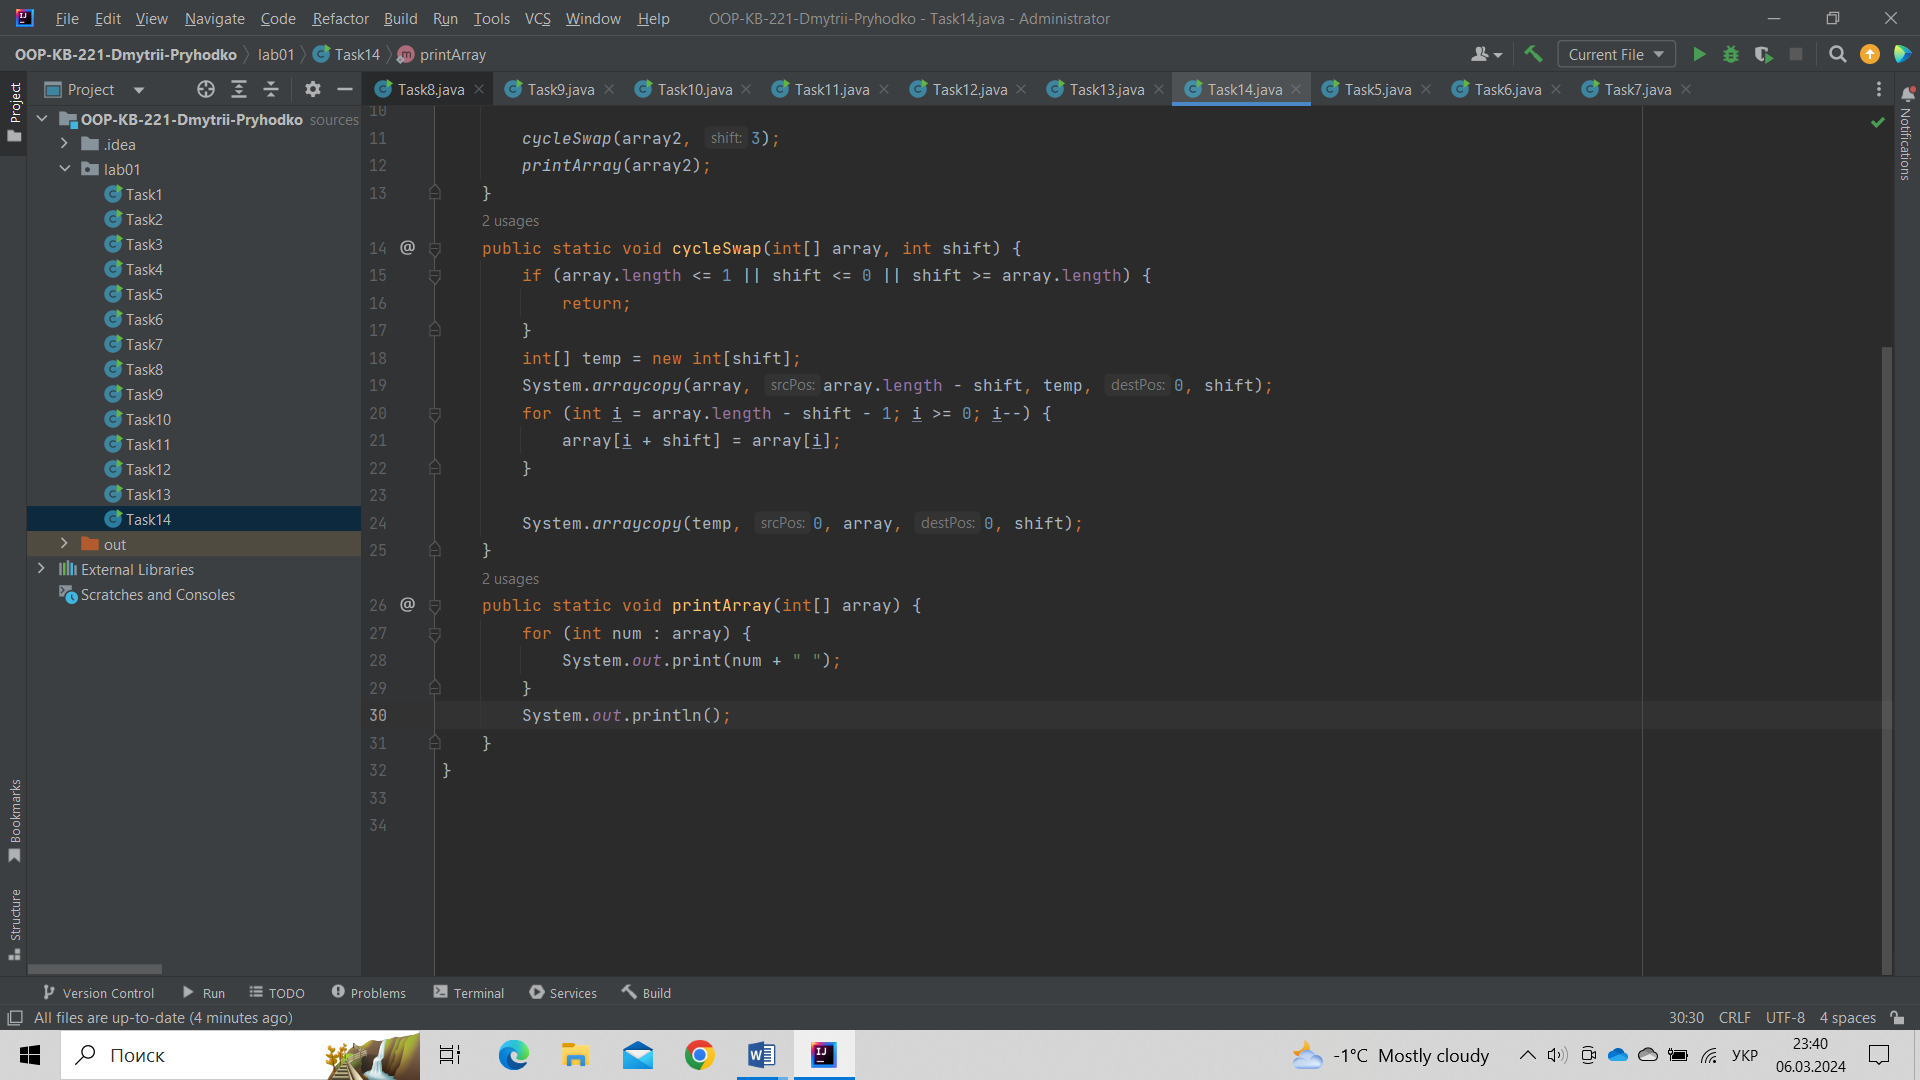 File Edit View Navigate Code Refactor Build Run Tools VCS Window Help OOP-KB-221-Dmytrii-Pryhodko - Task14.java - Administrator
OOP-KB-221-Dmytrii-Pryhodko lab01 Task14 printArray Current File
Project Task8.java Task9.java Task10.java Task11.java Task12.java Task13.java Task14.java Task5.java Task6.java Task7.java
Project
Notifications
OOP-KB-221-Dmytrii-Pryhodko sources
.idea
lab01
Task1
Task2
Task3
Task4
Task5
Task6
Task7
Task8
Task9
Task10
Task11
Task12
Task13
Task14
out
External Libraries
Scratches and Consoles
10
11 cycleSwap(array2, shift: 3);
12 printArray(array2);
13 }
2 usages
14 @ public static void cycleSwap(int[] array, int shift) {
15 if (array.length <= 1 || shift <= 0 || shift >= array.length) {
16 return;
17 }
18 int[] temp = new int[shift];
19 System.arraycopy(array, srcPos: array.length - shift, temp, destPos: 0, shift);
20 for (int i = array.length - shift - 1; i >= 0; i--) {
21 array[i + shift] = array[i];
22 }
23
24 System.arraycopy(temp, srcPos: 0, array, destPos: 0, shift);
25 }
2 usages
26 @ public static void printArray(int[] array) {
27 for (int num : array) {
28 System.out.print(num + " ");
29 }
30 System.out.println();
31 }
32 }
33
34
Bookmarks
Structure
Version Control Run TODO Problems Terminal Services Build
All files are up-to-date (4 minutes ago) 30:30 CRLF UTF-8 4 spaces
Поиск -1°C Mostly cloudy УКР 23:40
06.03.2024